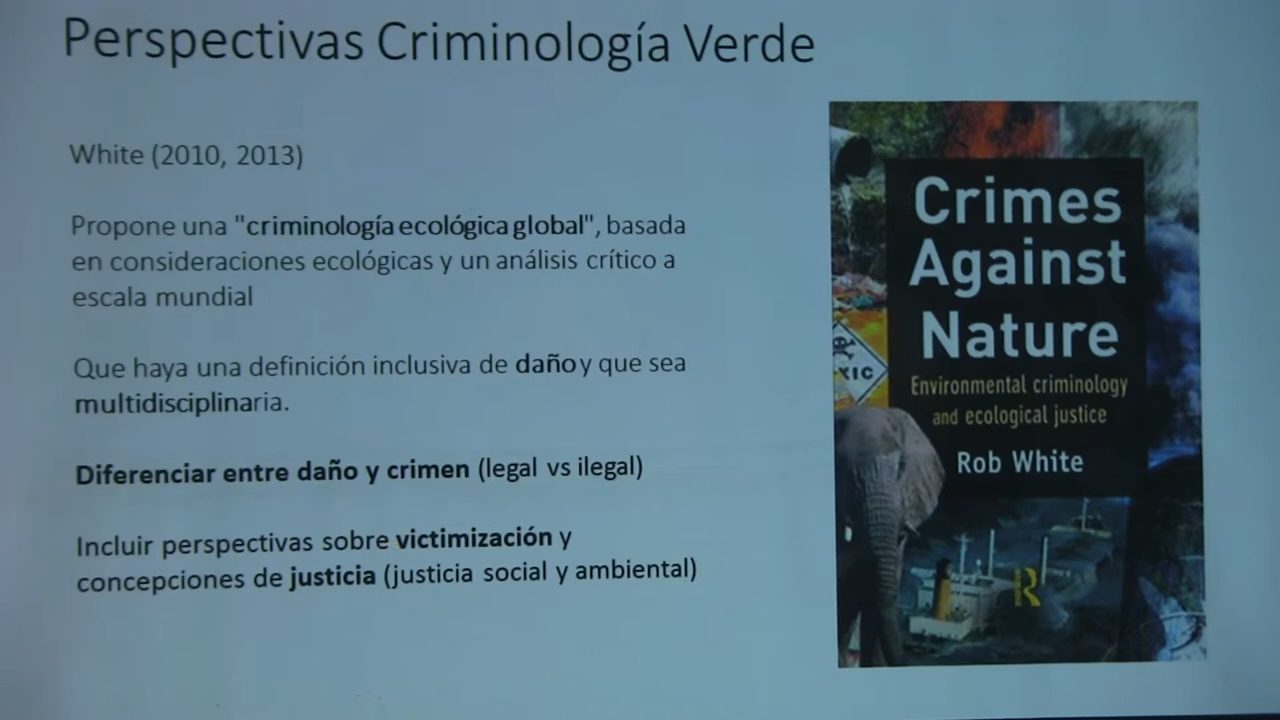 Perspectivas Criminología Verde
White (2010, 2013)
Propone una "criminología ecológica global", basada
en consideraciones ecológicas y un análisis crítico a
escala mundial
Que haya una definición inclusiva de daño y que sea
multidisciplinaria.
Diferenciar entre daño y crimen (legal vs ilegal)
Incluir perspectivas sobre victimización y
concepciones de justicia (justicia social y ambiental)
Crimes
Against
Nature
Environmental criminology
and ecological justice
Rob White
XIC
R